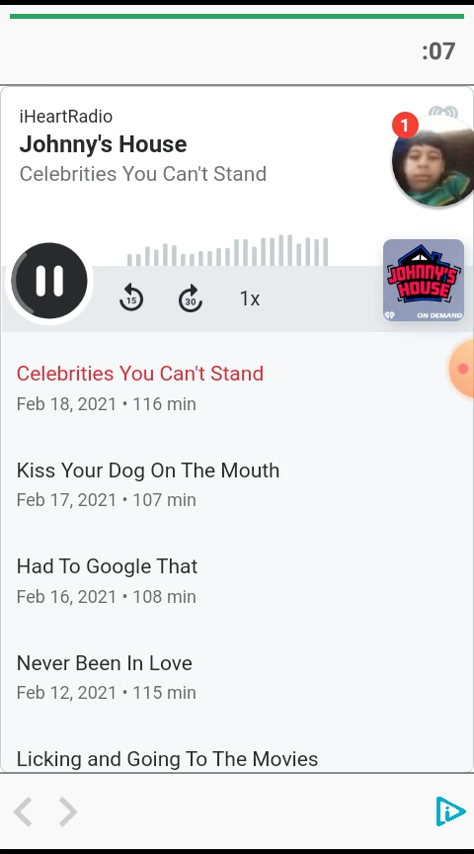 :07
iHeartRadio
Johnny's House
Celebrities You Can't Stand
1
15
30
1x
JOHNNY'S
HOUSE
ON DEMAND
Celebrities You Can't Stand
Feb 18, 2021 • 116 min
Kiss Your Dog On The Mouth
Feb 17, 2021 • 107 min
Had To Google That
Feb 16, 2021 • 108 min
Never Been In Love
Feb 12, 2021 • 115 min
Licking and Going To The Movies